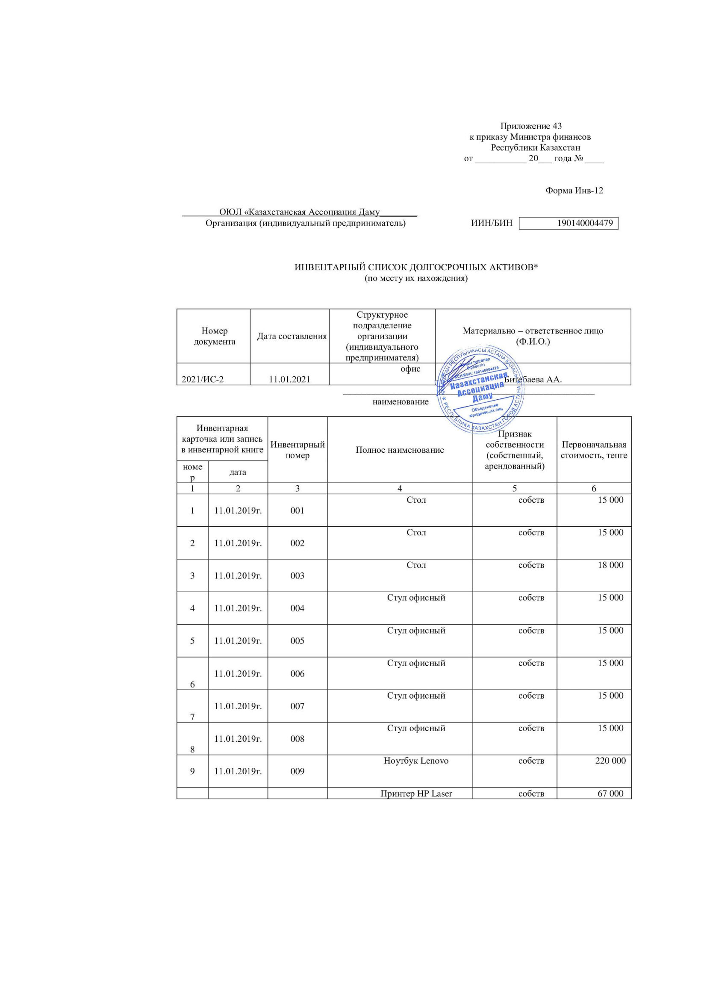 Приложение 43
к приказу Министра финансов
Республики Казахстан
от ___________ 20___ года № ____
Форма Инв-12
ОЮЛ «Казахстанская Ассоциация Даму________
Организация (индивидуальный предприниматель)
ИИН/БИН 190140004479
ИНВЕНТАРНЫЙ СПИСОК ДОЛГОСРОЧНЫХ АКТИВОВ*
(по месту их нахождения)
Номер документа
Дата составления
Структурное подразделение организации (индивидуального предпринимателя)
Материально – ответственное лицо (Ф.И.О.)
2021/ИС-2 11.01.2021 офис Битебаева АА.
наименование
ҚАЗАҚСТАН РЕСПУБЛИКАСЫ АСТАНА ҚАЛАСЫ
Заңды тұлғалар
бірлестігі
БСН/БИН: 190140004479
Казахстанская
Ассоциация
Даму
Объединение
юридических лиц
РЕСПУБЛИКА КАЗАХСТАН ГОРОД АСТАНА
Инвентарная карточка или запись в инвентарной книге
номер
дата
Инвентарный номер
Полное наименование
Признак собственности (собственный, арендованный)
Первоначальная стоимость, тенге
1 2 3 4 5 6
1 11.01.2019г. 001 Стол собств 15 000
2 11.01.2019г. 002 Стол собств 15 000
3 11.01.2019г. 003 Стол собств 18 000
4 11.01.2019г. 004 Стул офисный собств 15 000
5 11.01.2019г. 005 Стул офисный собств 15 000
6 11.01.2019г. 006 Стул офисный собств 15 000
7 11.01.2019г. 007 Стул офисный собств 15 000
8 11.01.2019г. 008 Стул офисный собств 15 000
9 11.01.2019г. 009 Ноутбук Lenovo собств 220 000
Принтер HP Laser собств 67 000